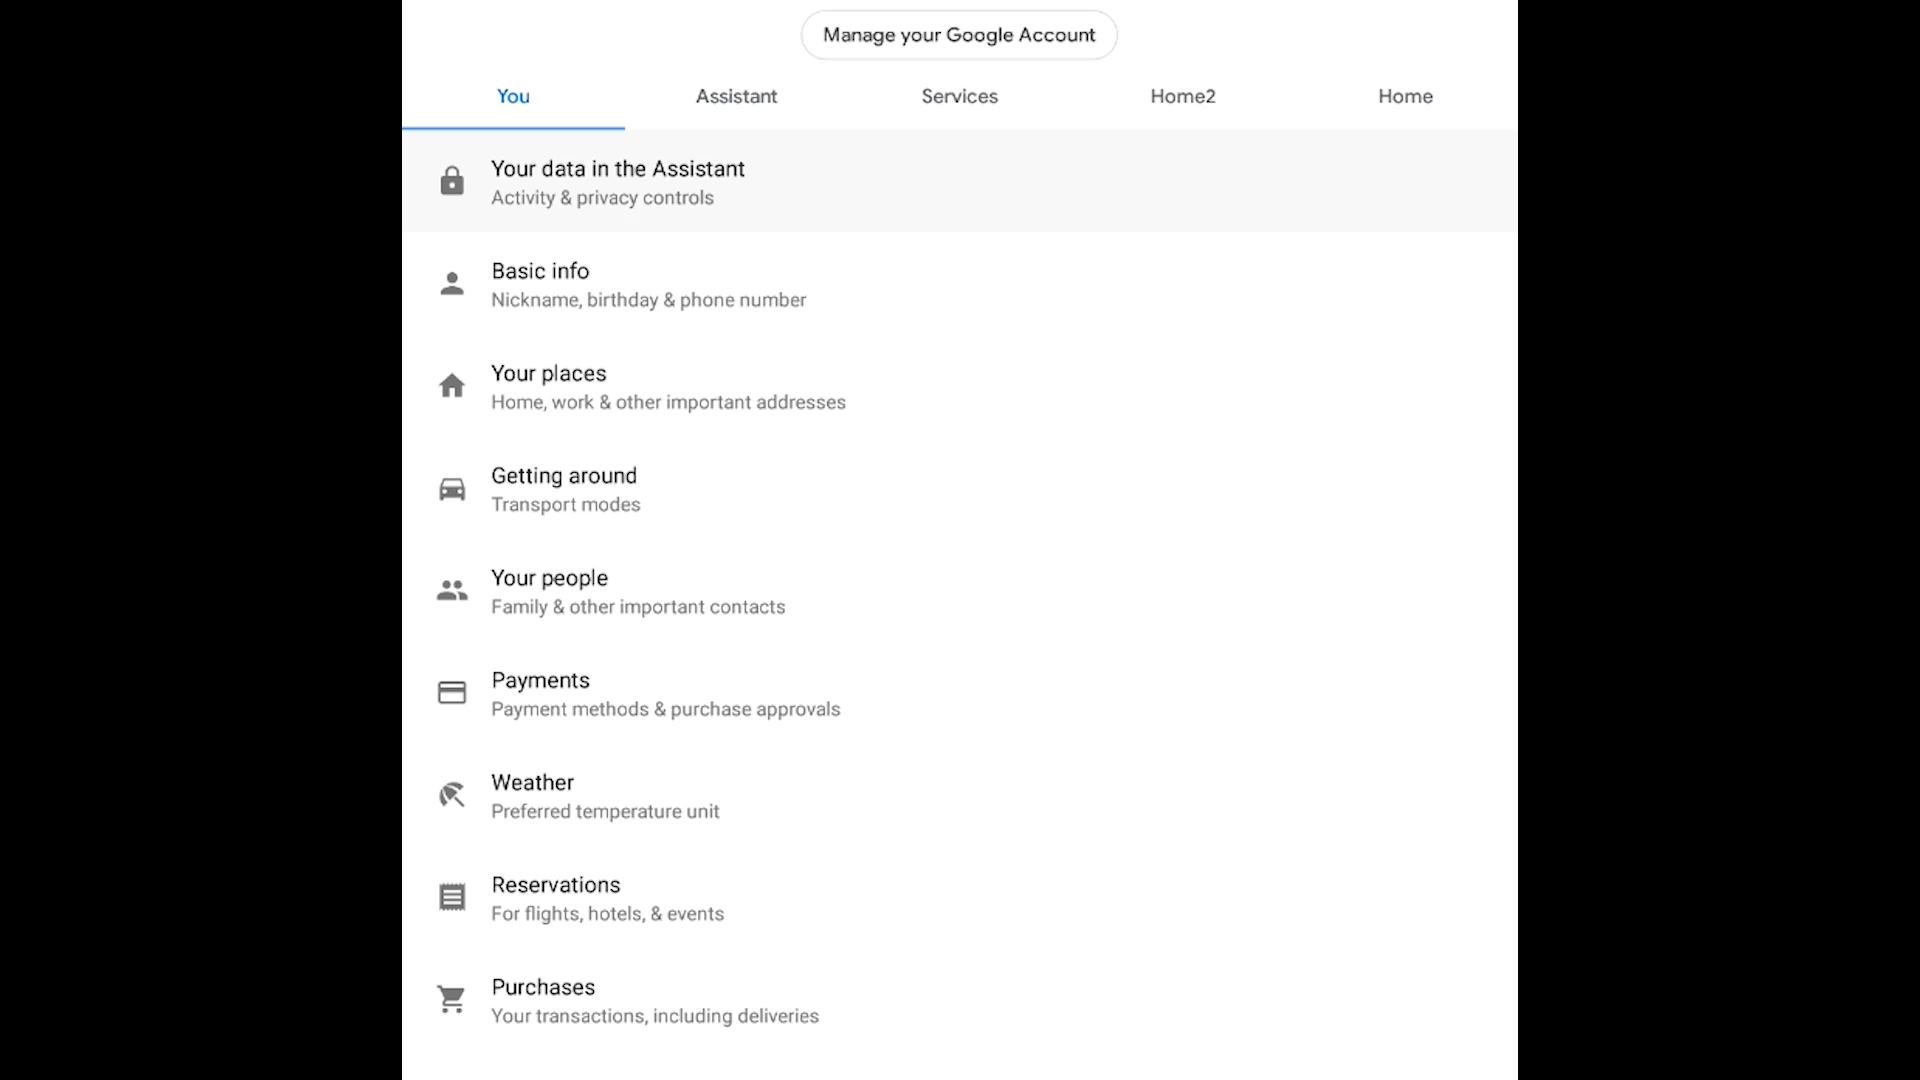 Manage your Google Account
You
Assistant
Services
Home2
Home
Your data in the Assistant
Activity & privacy controls
Basic info
Nickname, birthday & phone number
Your places
Home, work & other important addresses
Getting around
Transport modes
Your people
Family & other important contacts
Payments
Payment methods & purchase approvals
Weather
Preferred temperature unit
Reservations
For flights, hotels, & events
Purchases
Your transactions, including deliveries